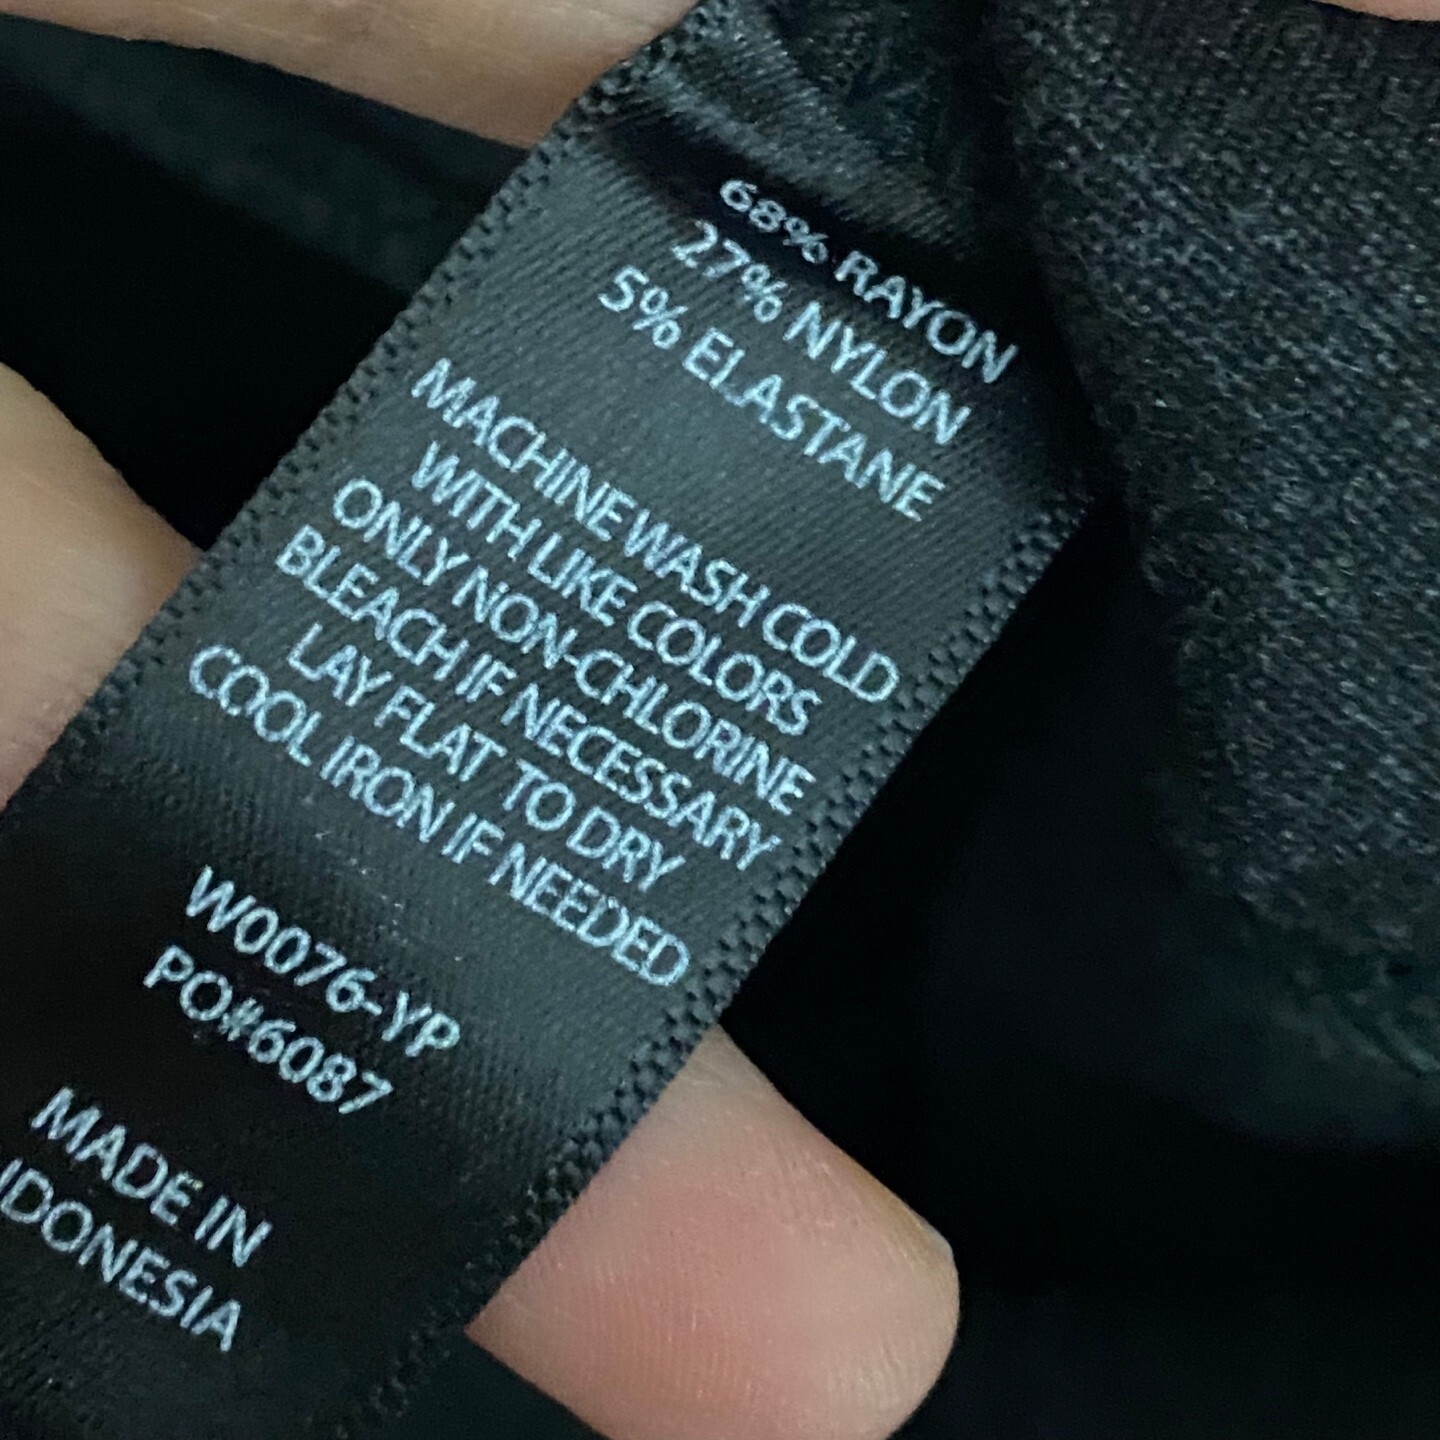 68% RAYON
27% NYLON
5% ELASTANE
MACHINE WASH COLD
WITH LIKE COLORS
ONLY NON-CHLORINE
BLEACH IF NECESSARY
LAY FLAT TO DRY
COOL IRON IF NEEDED
W0076-YP
PO#6087
MADE IN
IDONESIA